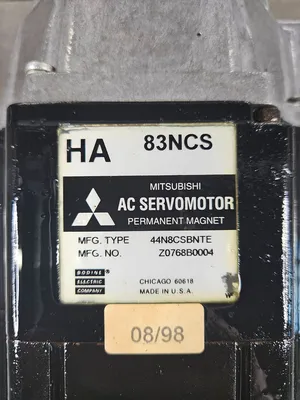 HA 83NCS
MITSUBISHI
AC SERVOMOTOR
PERMANENT MAGNET
MFG. TYPE 44N8CSBNTE
MFG. NO. Z0768B0004
BODINE
ELECTRIC
COMPANY
CHICAGO 60618
MADE IN U.S.A.
08/98